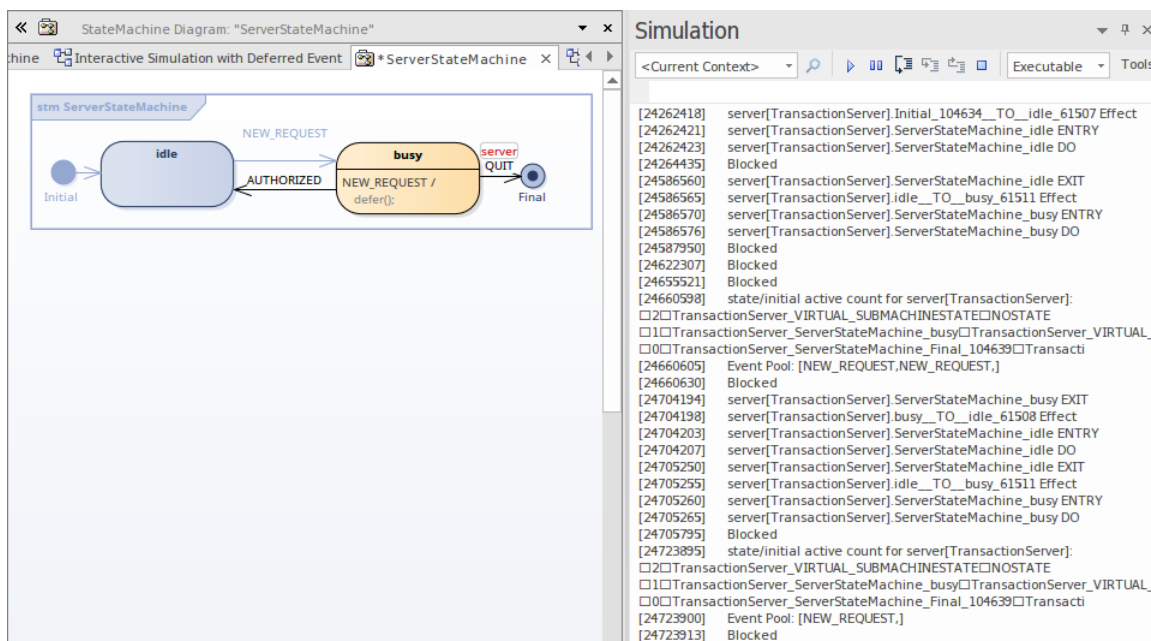 StateMachine Diagram: "ServerStateMachine"
:hine Interactive Simulation with Deferred Event *ServerStateMachine
stm ServerStateMachine
Initial
idle
NEW_REQUEST
AUTHORIZED
busy
NEW_REQUEST /
defer();
server
QUIT
Final
Simulation
<Current Context> Executable Tools
[24262418] server[TransactionServer].Initial_104634__TO__idle_61507 Effect
[24262421] server[TransactionServer].ServerStateMachine_idle ENTRY
[24262423] server[TransactionServer].ServerStateMachine_idle DO
[24264435] Blocked
[24586560] server[TransactionServer].ServerStateMachine_idle EXIT
[24586565] server[TransactionServer].idle__TO__busy_61511 Effect
[24586570] server[TransactionServer].ServerStateMachine_busy ENTRY
[24586576] server[TransactionServer].ServerStateMachine_busy DO
[24587950] Blocked
[24622307] Blocked
[24655521] Blocked
[24660598] state/initial active count for server[TransactionServer]:
□2□TransactionServer_VIRTUAL_SUBMACHINESTATE□NOSTATE
□1□TransactionServer_ServerStateMachine_busy□TransactionServer_VIRTUAL_
□0□TransactionServer_ServerStateMachine_Final_104639□Transacti
[24660605] Event Pool: [NEW_REQUEST,NEW_REQUEST,]
[24660630] Blocked
[24704194] server[TransactionServer].ServerStateMachine_busy EXIT
[24704198] server[TransactionServer].busy__TO__idle_61508 Effect
[24704203] server[TransactionServer].ServerStateMachine_idle ENTRY
[24704207] server[TransactionServer].ServerStateMachine_idle DO
[24705250] server[TransactionServer].ServerStateMachine_idle EXIT
[24705255] server[TransactionServer].idle__TO__busy_61511 Effect
[24705260] server[TransactionServer].ServerStateMachine_busy ENTRY
[24705265] server[TransactionServer].ServerStateMachine_busy DO
[24705795] Blocked
[24723895] state/initial active count for server[TransactionServer]:
□2□TransactionServer_VIRTUAL_SUBMACHINESTATE□NOSTATE
□1□TransactionServer_ServerStateMachine_busy□TransactionServer_VIRTUAL_
□0□TransactionServer_ServerStateMachine_Final_104639□Transacti
[24723900] Event Pool: [NEW_REQUEST,]
[24723913] Blocked